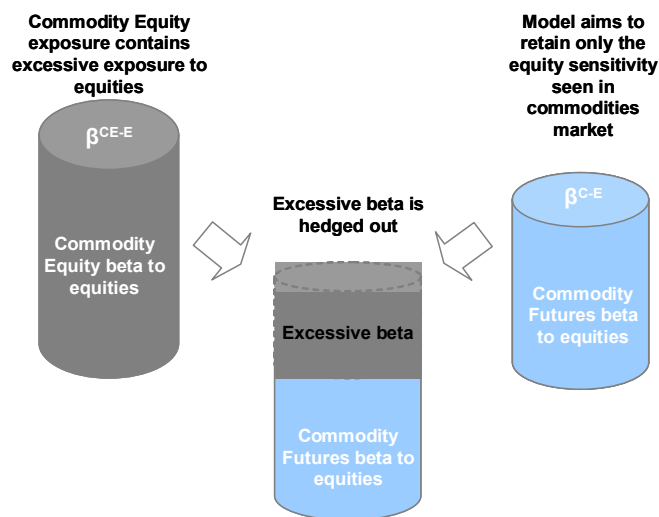 Commodity Equity
exposure contains
excessive exposure to
equities
β^CE-E
Commodity
Equity beta to
equities
Excessive beta is
hedged out
Excessive beta
Commodity
Futures beta to
equities
Model aims to
retain only the
equity sensitivity
seen in
commodities
market
β^C-E
Commodity
Futures beta
to equities